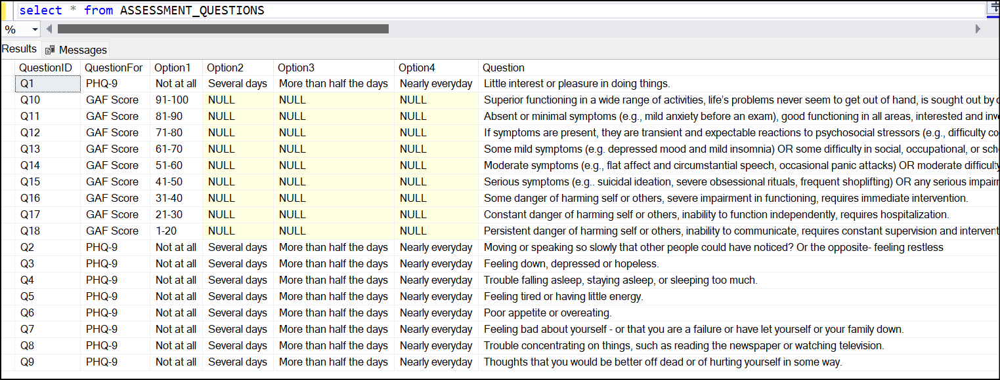 select * from ASSESSMENT_QUESTIONS
%
Results Messages
QuestionID QuestionFor Option1 Option2 Option3 Option4 Question
Q1 PHQ-9 Not at all Several days More than half the days Nearly everyday Little interest or pleasure in doing things.
Q10 GAF Score 91-100 NULL NULL NULL Superior functioning in a wide range of activities, life's problems never seem to get out of hand, is sought out by
Q11 GAF Score 81-90 NULL NULL NULL Absent or minimal symptoms (e.g., mild anxiety before an exam), good functioning in all areas, interested and
Q12 GAF Score 71-80 NULL NULL NULL If symptoms are present, they are transient and expectable reactions to psychosocial stressors (e.g., difficulty
Q13 GAF Score 61-70 NULL NULL NULL Some mild symptoms (e.g. depressed mood and mild insomnia) OR some difficulty in social, occupational, or
Q14 GAF Score 51-60 NULL NULL NULL Moderate symptoms (e.g., flat affect and circumstantial speech, occasional panic attacks) OR moderate difficulty
Q15 GAF Score 41-50 NULL NULL NULL Serious symptoms (e.g.. suicidal ideation, severe obsessional rituals, frequent shoplifting) OR any serious
Q16 GAF Score 31-40 NULL NULL NULL Some danger of harming self or others, severe impairment in functioning, requires immediate intervention.
Q17 GAF Score 21-30 NULL NULL NULL Constant danger of harming self or others, inability to function independently, requires hospitalization.
Q18 GAF Score 1-20 NULL NULL NULL Persistent danger of harming self or others, inability to communicate, requires constant supervision and
Q2 PHQ-9 Not at all Several days More than half the days Nearly everyday Moving or speaking so slowly that other people could have noticed? Or the opposite- feeling restless
Q3 PHQ-9 Not at all Several days More than half the days Nearly everyday Feeling down, depressed or hopeless.
Q4 PHQ-9 Not at all Several days More than half the days Nearly everyday Trouble falling asleep, staying asleep, or sleeping too much.
Q5 PHQ-9 Not at all Several days More than half the days Nearly everyday Feeling tired or having little energy.
Q6 PHQ-9 Not at all Several days More than half the days Nearly everyday Poor appetite or overeating.
Q7 PHQ-9 Not at all Several days More than half the days Nearly everyday Feeling bad about yourself - or that you are a failure or have let yourself or your family down.
Q8 PHQ-9 Not at all Several days More than half the days Nearly everyday Trouble concentrating on things, such as reading the newspaper or watching television.
Q9 PHQ-9 Not at all Several days More than half the days Nearly everyday Thoughts that you would be better off dead or of hurting yourself in some way.